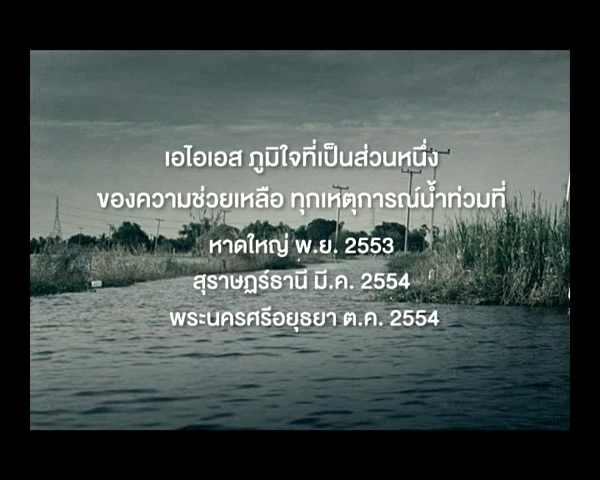 เอไอเอส ภูมิใจที่เป็นส่วนหนึ่ง
ของความช่วยเหลือ ทุกเหตุการณ์น้ำท่วมที่
หาดใหญ่ พ.ย. 2553
สุราษฎร์ธานี มี.ค. 2554
พระนครศรีอยุธยา ต.ค. 2554